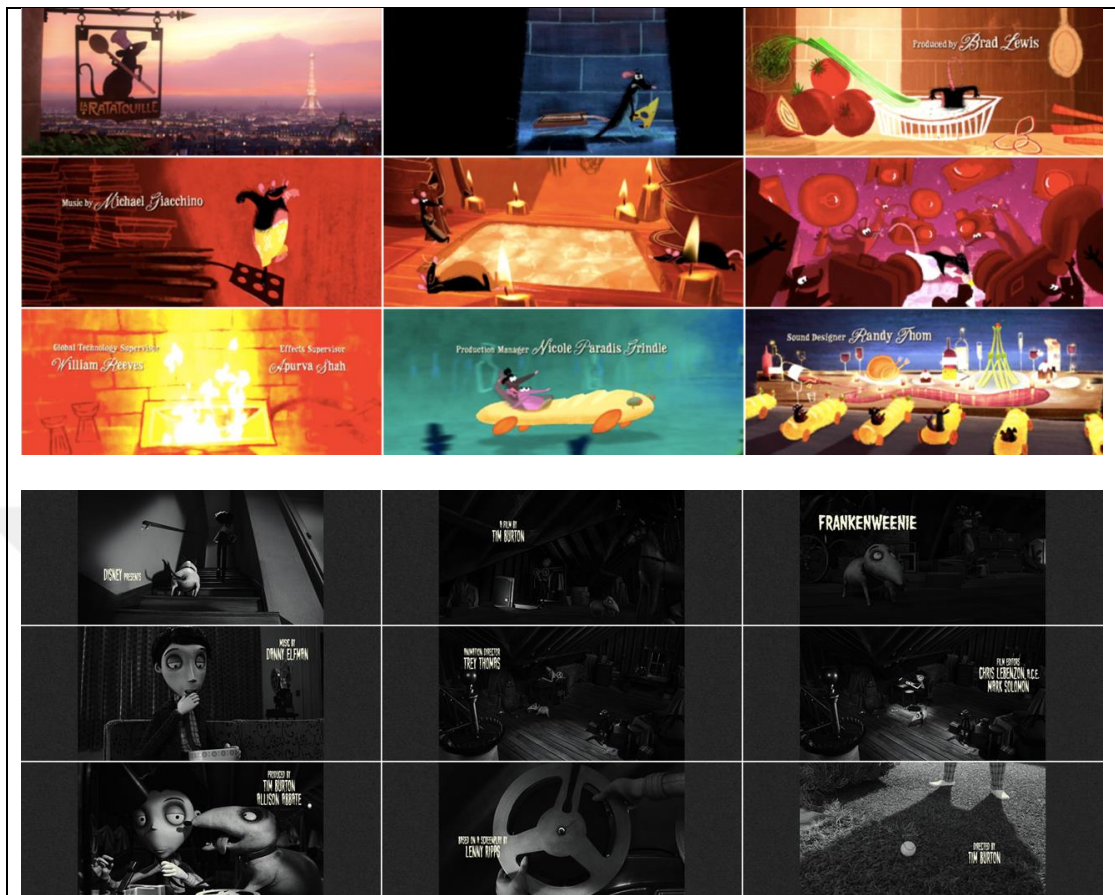 LA RATATOUILLE
Produced by Brad Lewis
Music by Michael Giacchino
Global Technology Supervisor
William Reeves
Effects Supervisor
Apurva Shah
Production Manager Nicole Paradis Grindle
Sound Designer Randy Thom
DISNEY PRESENTS
A FILM BY
TIM BURTON
FRANKENWEENIE
MUSIC BY
DANNY ELFMAN
ANIMATION DIRECTOR
TREY THOMAS
FILM EDITORS
CHRIS LEBENZON, A.C.E.
MARK SOLOMON
PRODUCED BY
TIM BURTON
ALLISON ABBATE
BASED ON A SCREENPLAY BY
LENNY RIPPS
DIRECTED BY
TIM BURTON